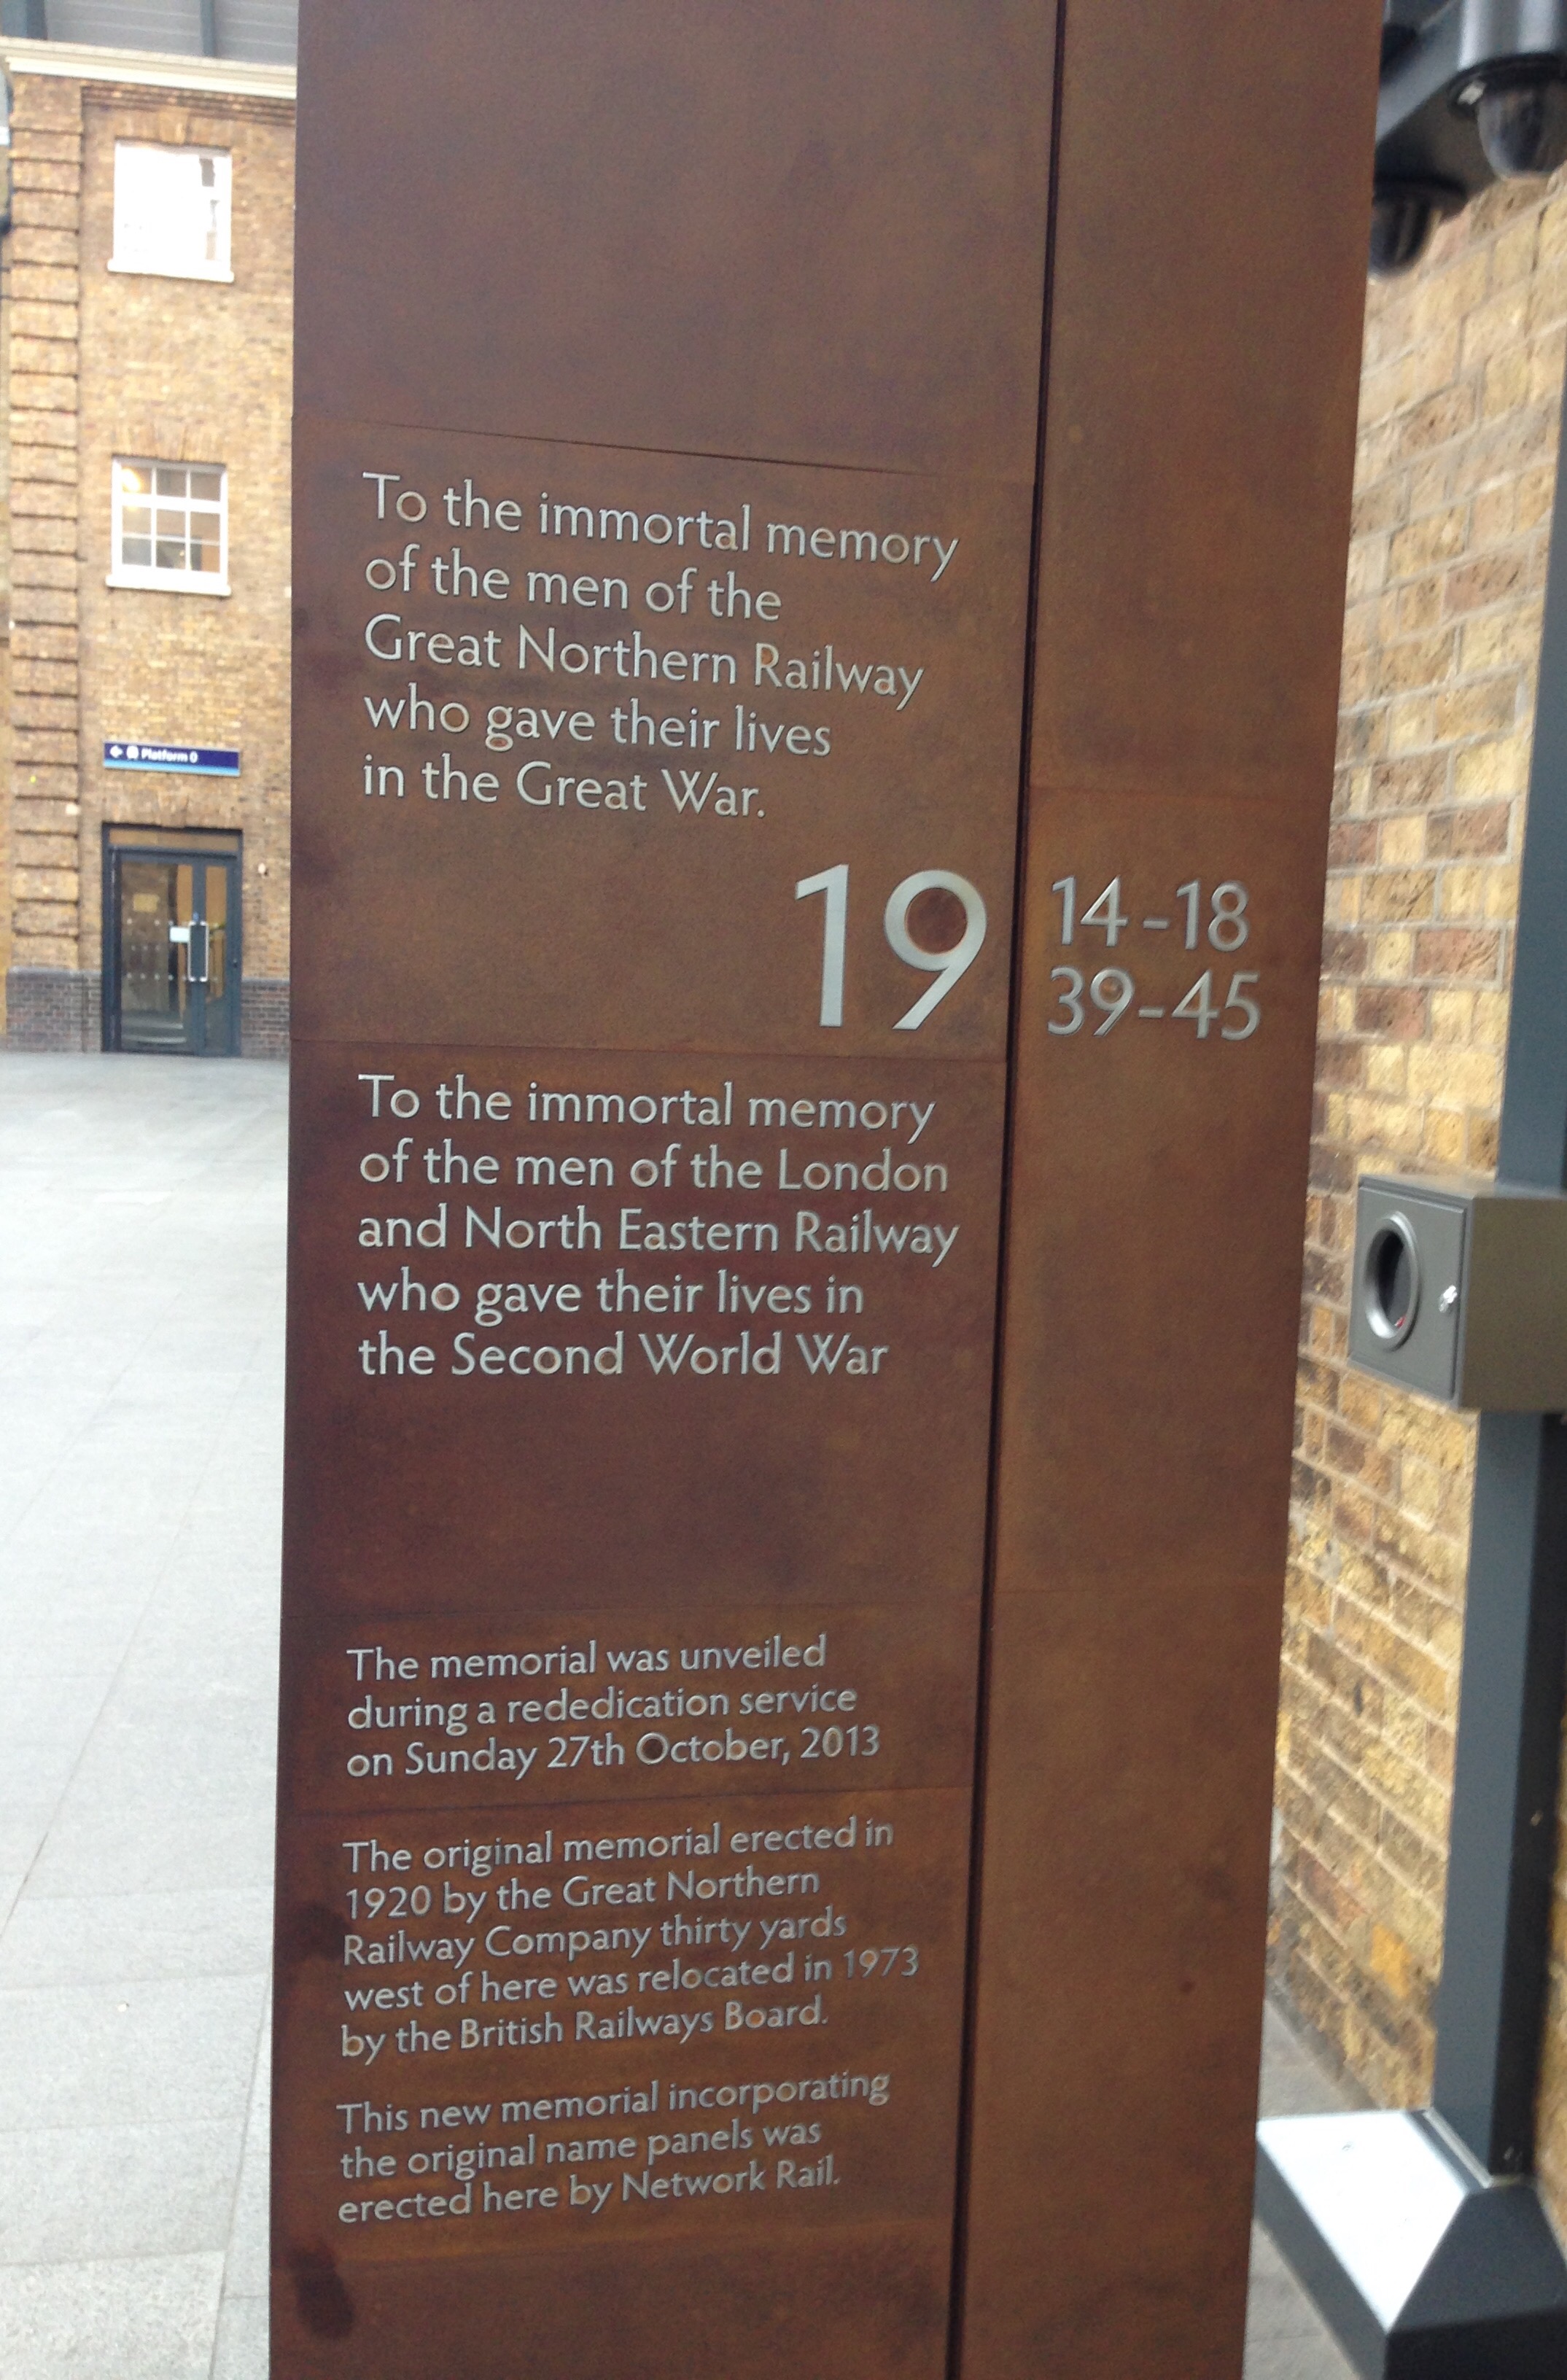 To the immortal memory
of the men of the
Great Northern Railway
who gave their lives
in the Great War.
19
14-18
39-45
To the immortal memory
of the men of the London
and North Eastern Railway
who gave their lives in
the Second World War
The memorial was unveiled
during a rededication service
on Sunday 27th October, 2013
The original memorial erected in
1920 by the Great Northern
Railway Company thirty yards
west of here was relocated in 1973
by the British Railways Board.
This new memorial incorporating
the original name panels was
erected here by Network Rail.
← Platform 0